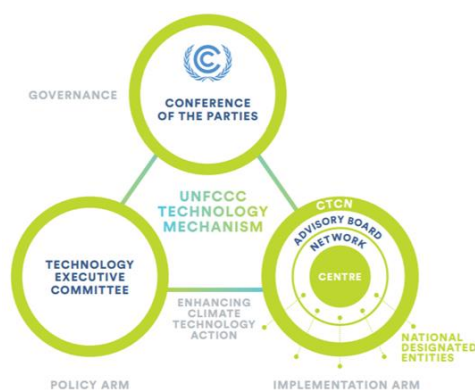 GOVERNANCE
CONFERENCE
OF THE PARTIES
UNFCCC
TECHNOLOGY
MECHANISM
CTCN
ADVISORY BOARD
NETWORK
CENTRE
TECHNOLOGY
EXECUTIVE
COMMITTEE
ENHANCING
CLIMATE
TECHNOLOGY
ACTION
NATIONAL
DESIGNATED
ENTITIES
POLICY ARM
IMPLEMENTATION ARM